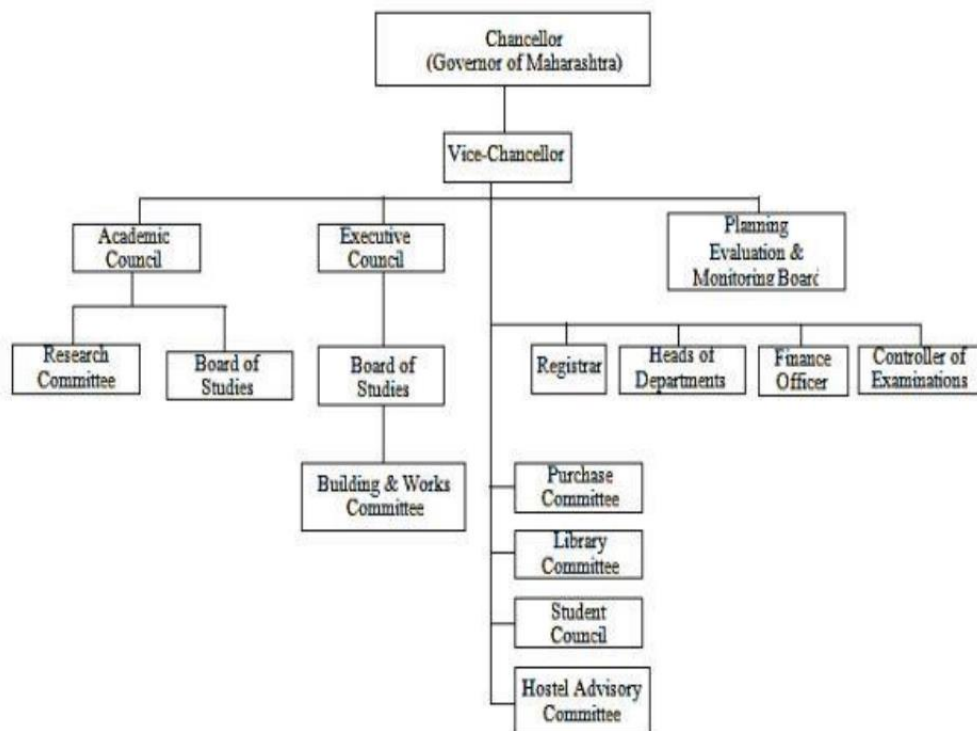 Chancellor
(Governor of Maharashtra)
Vice-Chancellor
Academic
Council
Executive
Council
Planning
Evaluation &
Monitoring Board
Research
Committee
Board of
Studies
Board of
Studies
Registrar
Heads of
Departments
Finance
Officer
Controller of
Examinations
Building & Works
Committee
Purchase
Committee
Library
Committee
Student
Council
Hostel Advisory
Committee